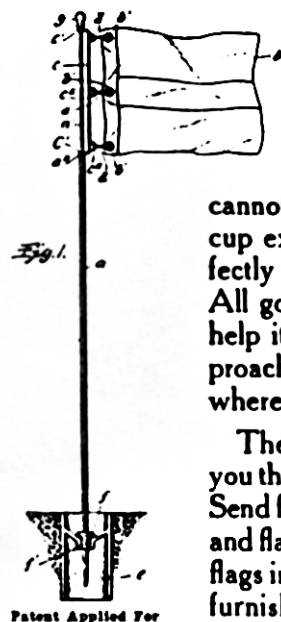 Fig. 1.
a
e
Patent Applied For
canno
cup ex
fectly
All go
help it
proach
where
The
you th
Send f
and fla
flags in
furnish